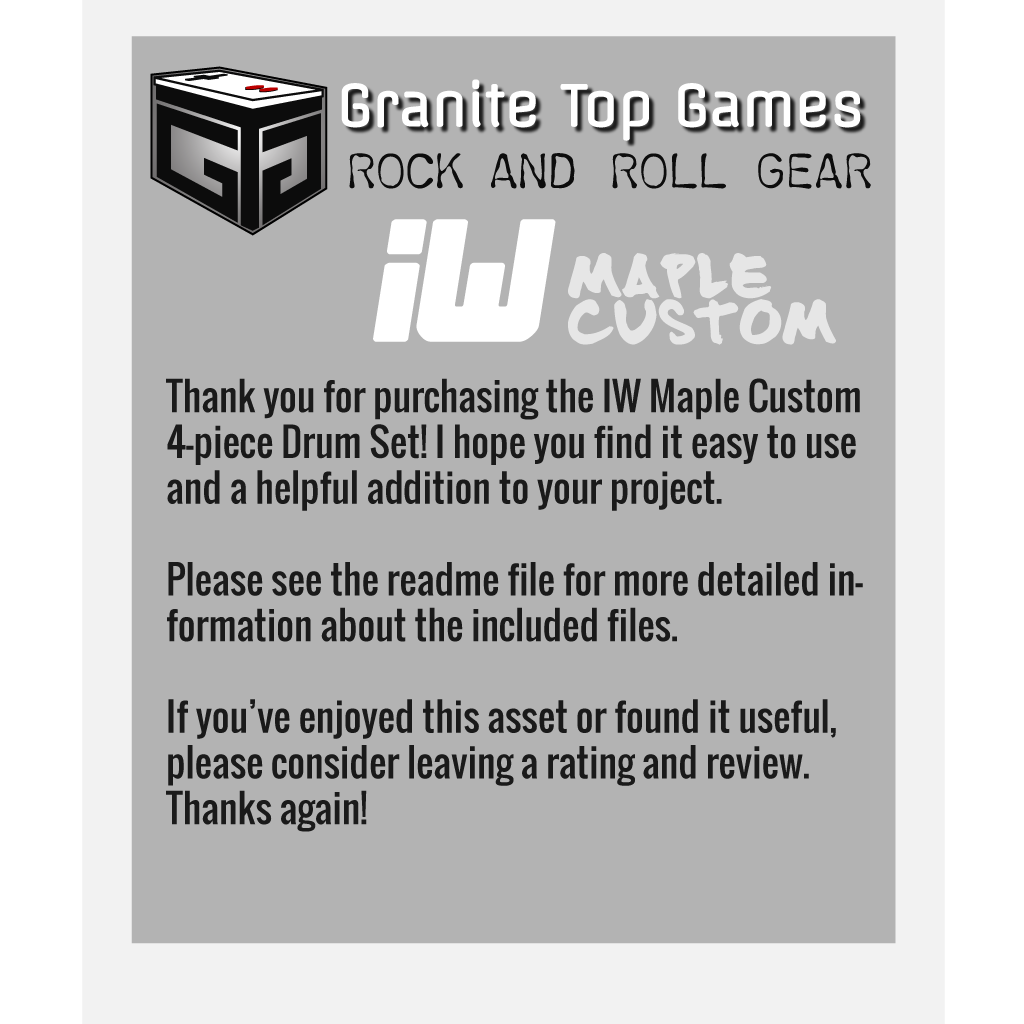 GTG
Granite Top Games
ROCK AND ROLL GEAR
iW MAPLE
CUSTOM
Thank you for purchasing the IW Maple Custom
4-piece Drum Set! I hope you find it easy to use
and a helpful addition to your project.
Please see the readme file for more detailed in-
formation about the included files.
If you've enjoyed this asset or found it useful,
please consider leaving a rating and review.
Thanks again!